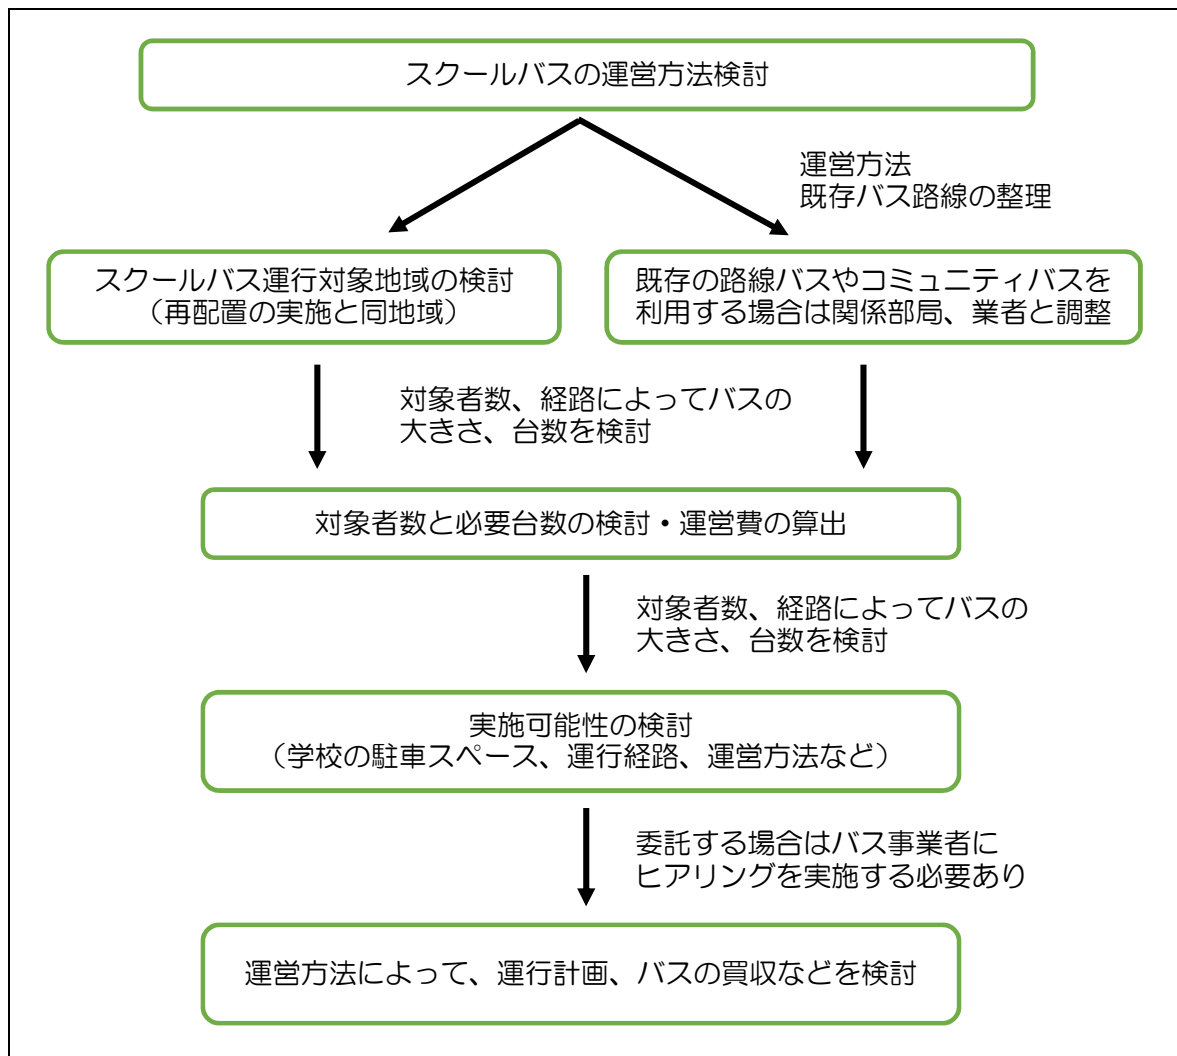 スクールバスの運営方法検討
運営方法
既存バス路線の整理
スクールバス運行対象地域の検討
（再配置の実施と同地域）
既存の路線バスやコミュニティバスを
利用する場合は関係部局、業者と調整
対象者数、経路によってバスの
大きさ、台数を検討
対象者数と必要台数の検討・運営費の算出
対象者数、経路によってバスの
大きさ、台数を検討
実施可能性の検討
（学校の駐車スペース、運行経路、運営方法など）
委託する場合はバス事業者に
ヒアリングを実施する必要あり
運営方法によって、運行計画、バスの買収などを検討